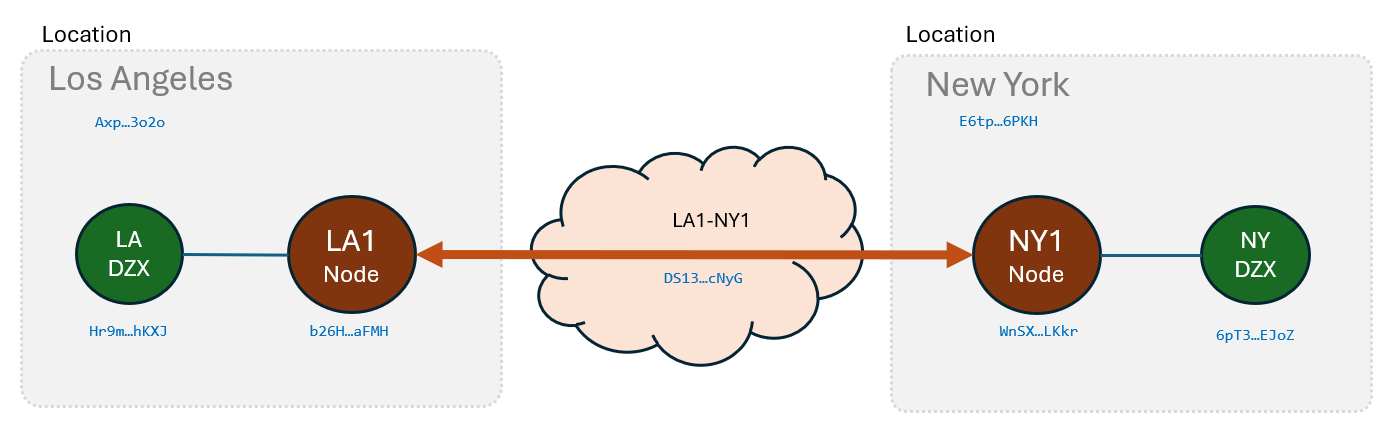 Location
Los Angeles
Axp…3o2o
LA
DZX
Hr9m…hKXJ
LA1
Node
b26H…aFMH
LA1-NY1
DS13…cNyG
Location
New York
E6tp…6PKH
NY1
Node
WnSX…LKkr
NY
DZX
6pT3…EJoZ